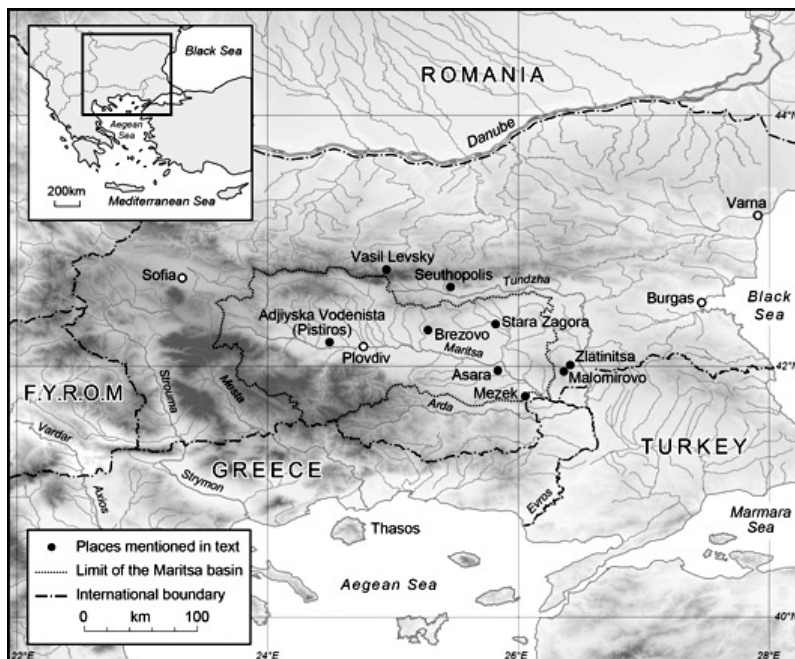 Black Sea
Aegean
Sea
200km
Mediterranean Sea
ROMANIA
Danube
44°N
Varna
Vasil Levsky
Seuthopolis
Tundzha
Sofia
Burgas
Black
Sea
Adjiyska Vodenista
(Pistiros)
Stara Zagora
Brezovo
Plovdiv
Maritsa
Zlatinitsa
42°N
Asara
Malomirovo
F.Y.R.O.M
Strouma
Mesta
Mezek
Arda
TURKEY
Vardar
GREECE
Strymon
Axios
Evros
Marmara
Sea
Thasos
Places mentioned in text
Limit of the Maritsa basin
International boundary
0 km 100
Aegean Sea
40°N
22°E
24°E
26°E
28°E